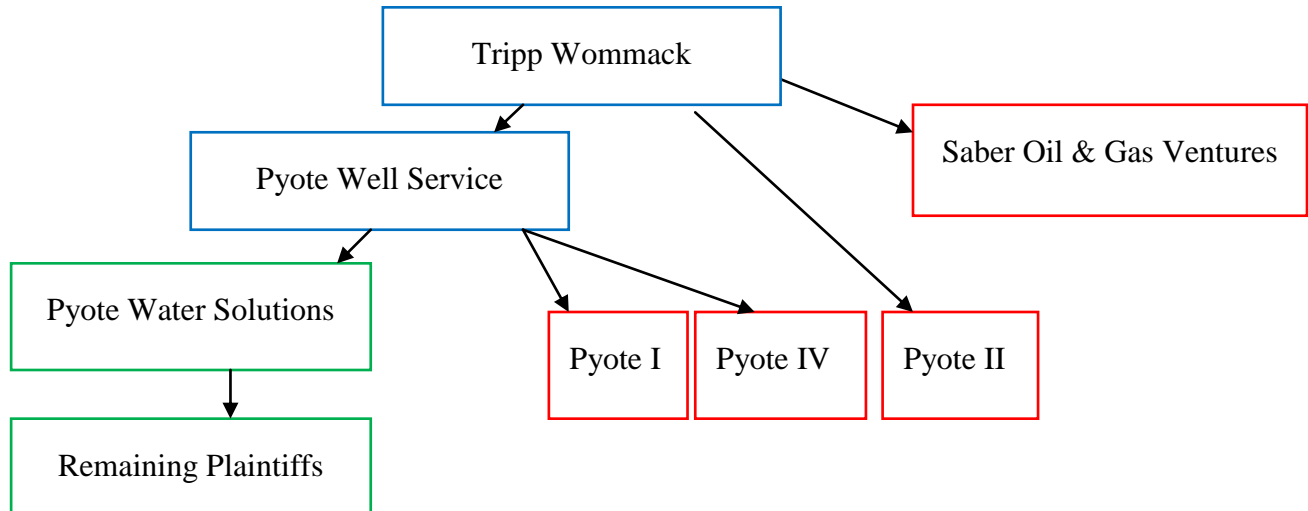 Tripp Wommack
Saber Oil & Gas Ventures
Pyote Well Service
Pyote Water Solutions
Pyote I
Pyote IV
Pyote II
Remaining Plaintiffs